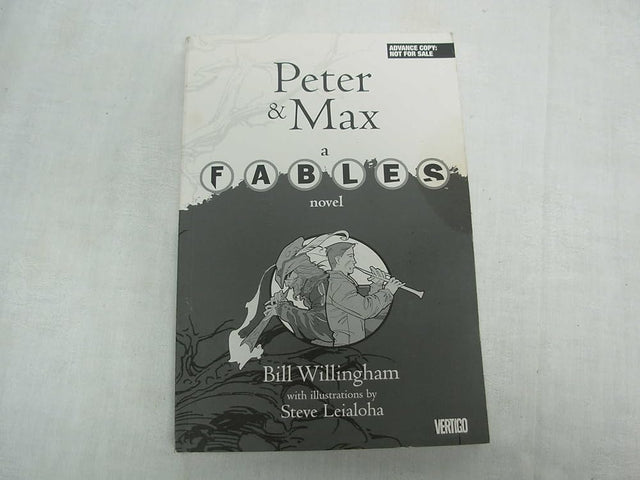 ADVANCE COPY:
NOT FOR SALE
Peter
& Max
a
FABLES
novel
Bill Willingham
with illustrations by
Steve Leialoha
VERTIGO